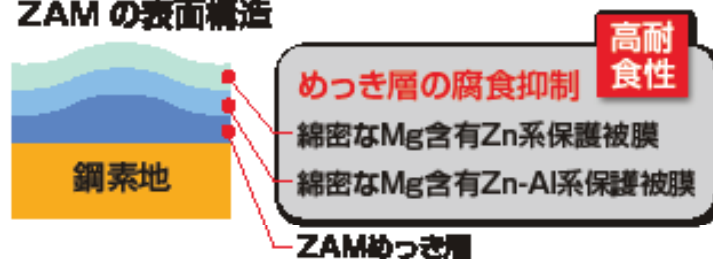 ZAM の表面構造
高耐
食性
めっき層の腐食抑制
綿密なMg含有Zn系保護被膜
綿密なMg含有Zn-Al系保護被膜
鋼素地
ZAMめっき層